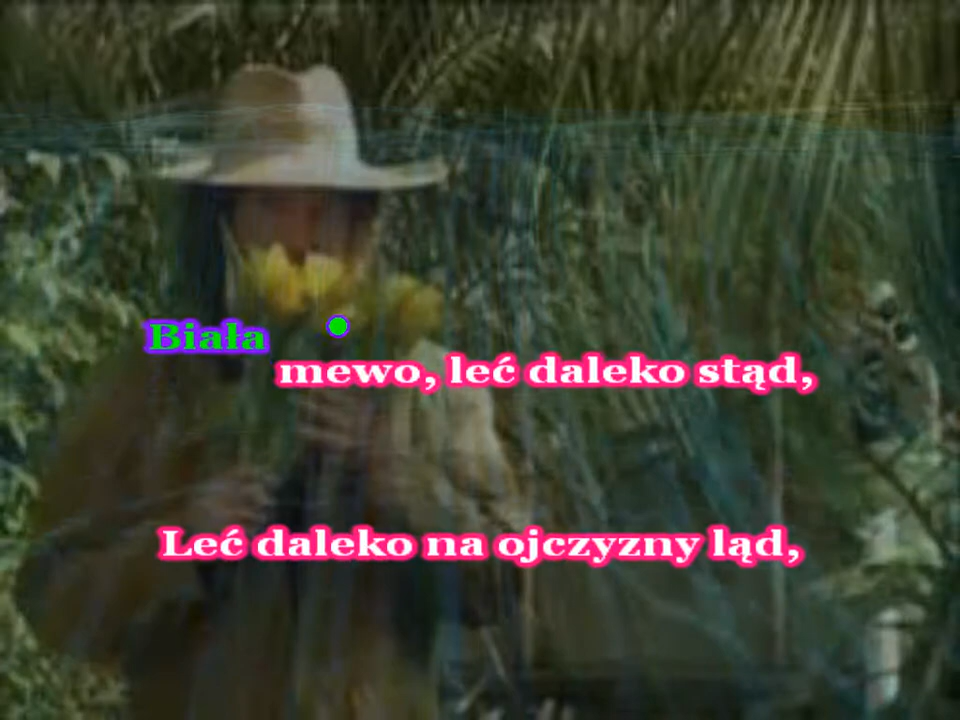 Biała mewo, leć daleko stąd,
Leć daleko na ojczyzny ląd,